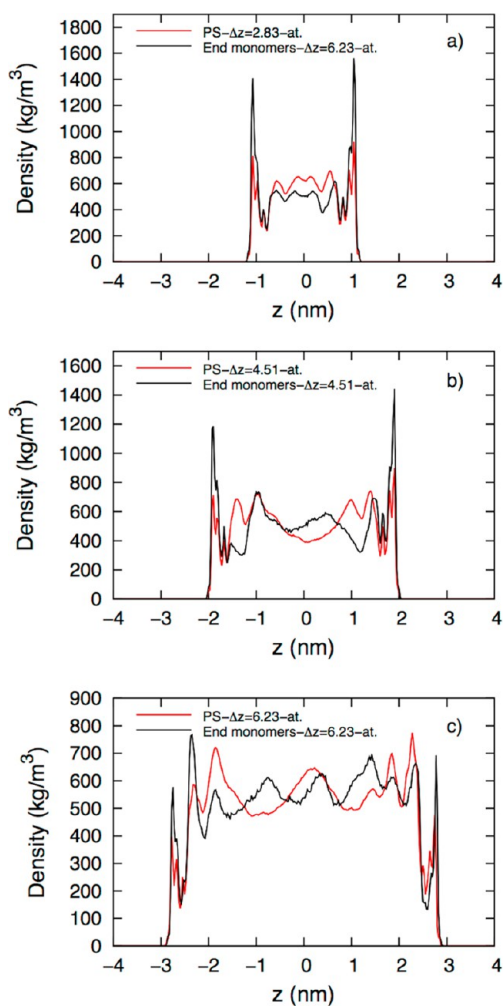 PS−Δz=2.83−at.
End monomers−Δz=6.23−at.
a)
Density (kg/m³)
1800
1600
1400
1200
1000
800
600
400
200
0
−4 −3 −2 −1 0 1 2 3 4
z (nm)
PS−Δz=4.51−at.
End monomers−Δz=4.51−at.
b)
Density (kg/m³)
1600
1400
1200
1000
800
600
400
200
0
−4 −3 −2 −1 0 1 2 3 4
z (nm)
PS−Δz=6.23−at.
End monomers−Δz=6.23−at.
c)
Density (kg/m³)
900
800
700
600
500
400
300
200
100
0
−4 −3 −2 −1 0 1 2 3 4
z (nm)